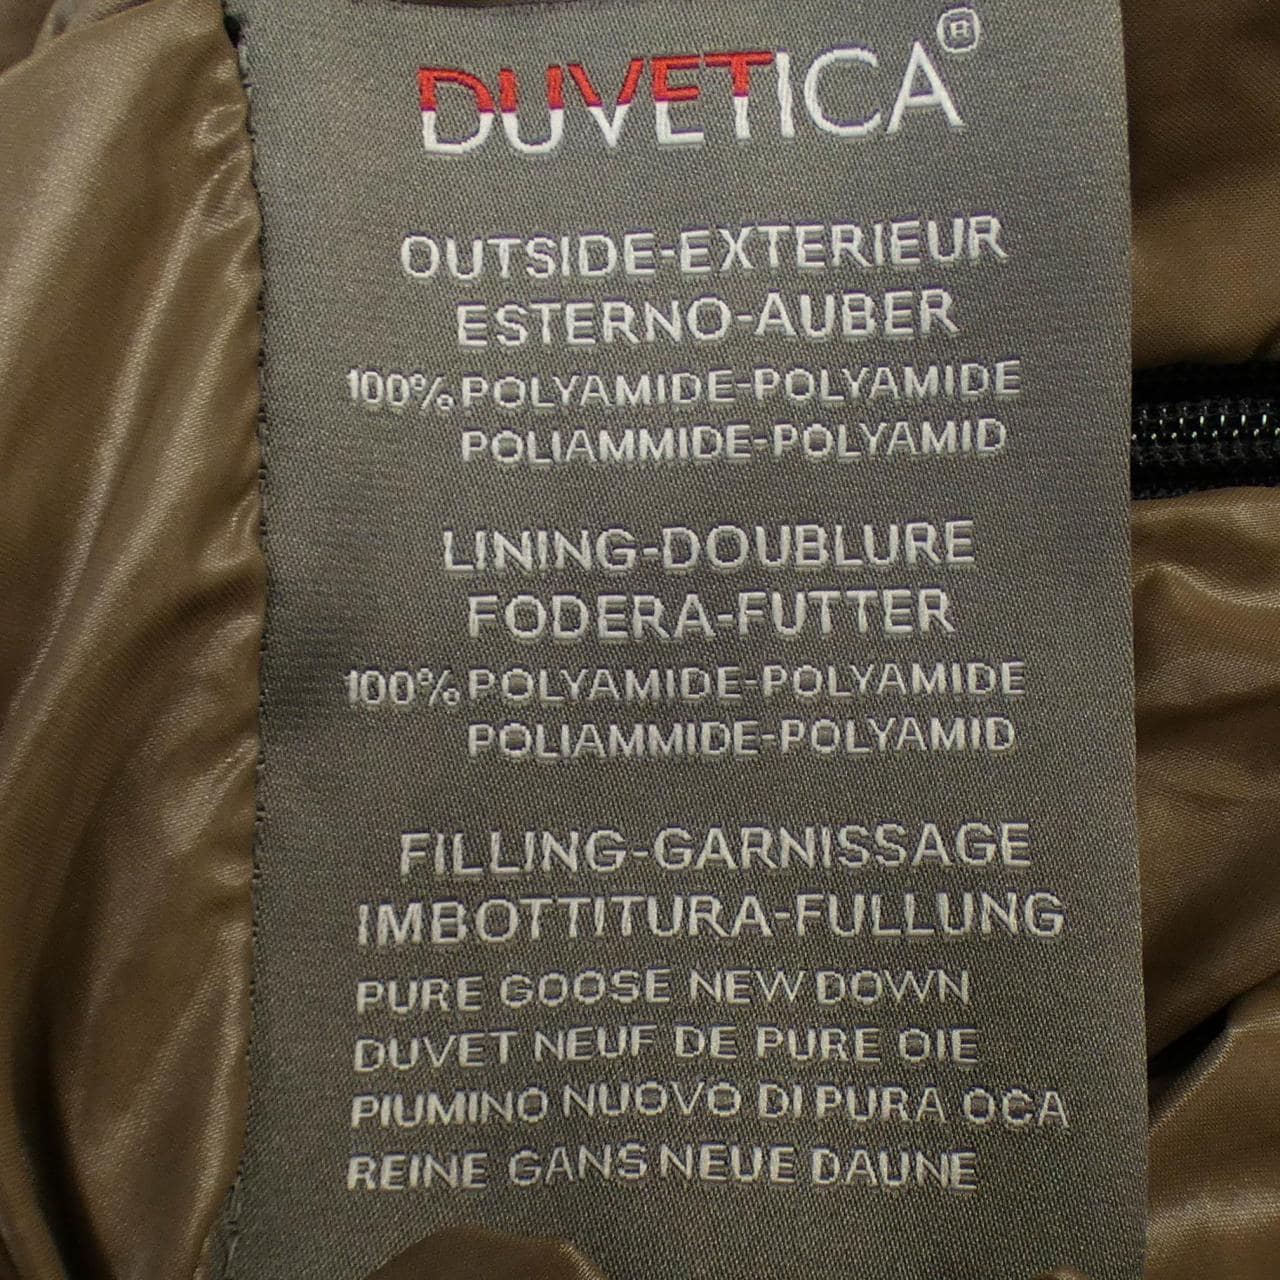 DUVETICA®
OUTSIDE-EXTERIEUR
ESTERNO-AUBER
100% POLYAMIDE-POLYAMIDE
POLIAMMIDE-POLYAMID
LINING-DOUBLURE
FODERA-FUTTER
100% POLYAMIDE-POLYAMIDE
POLIAMMIDE-POLYAMID
FILLING-GARNISSAGE
IMBOTTITURA-FULLUNG
PURE GOOSE NEW DOWN
DUVET NEUF DE PURE OIE
PIUMINO NUOVO DI PURA OCA
REINE GANS NEUE DAUNE